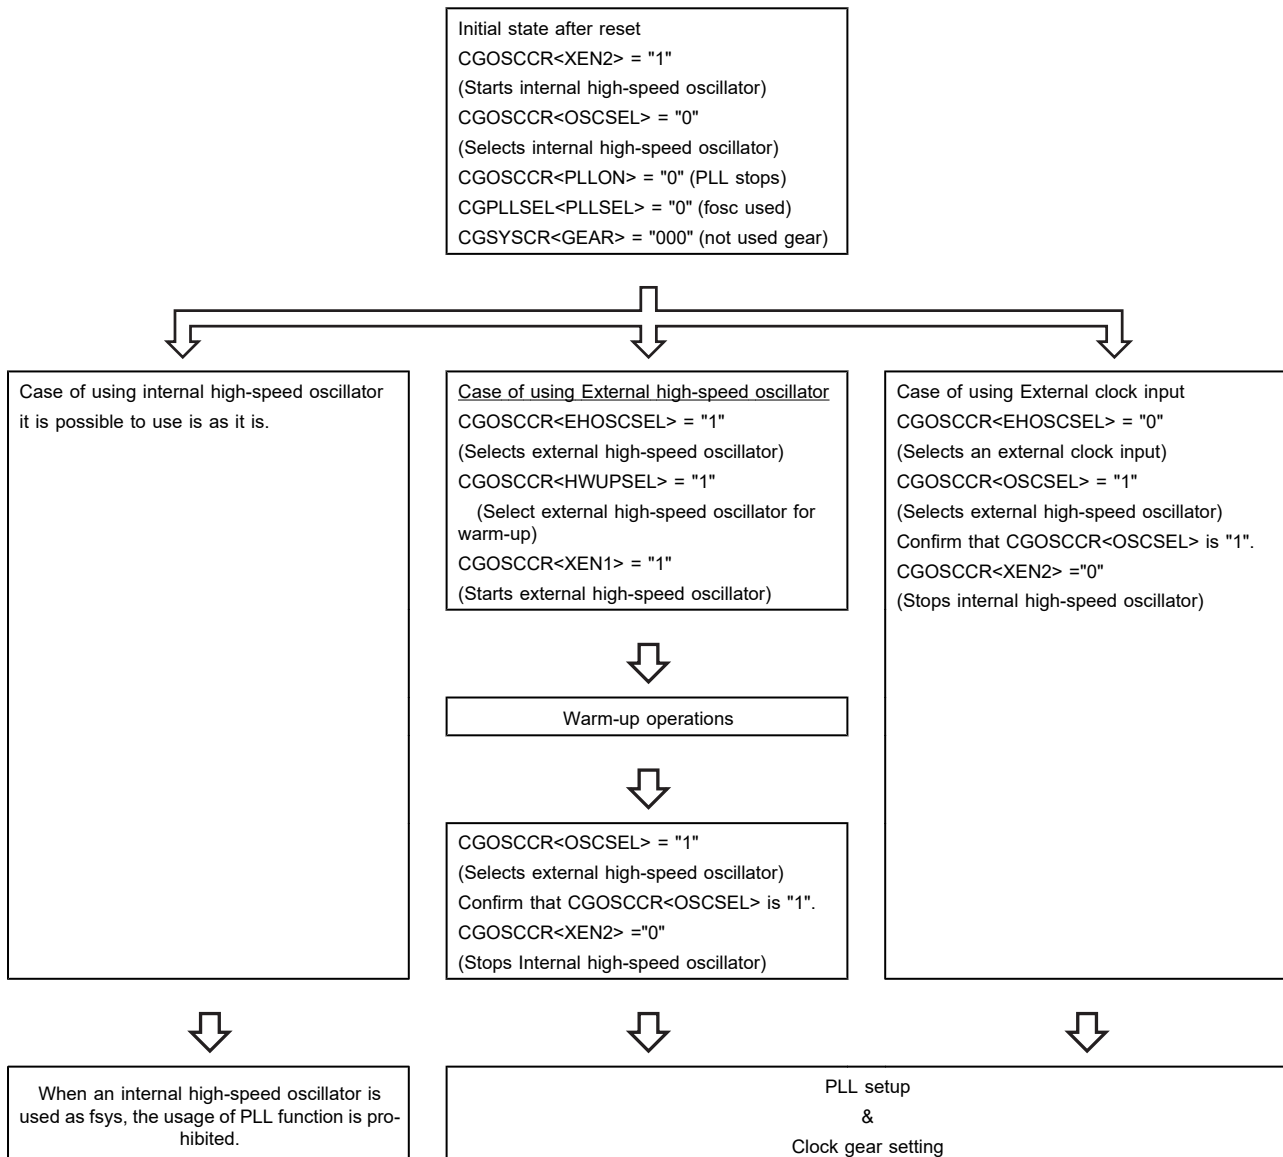 Initial state after reset
CGOSCCR<XEN2> = "1"
(Starts internal high-speed oscillator)
CGOSCCR<OSCSEL> = "0"
(Selects internal high-speed oscillator)
CGOSCCR<PLLON> = "0" (PLL stops)
CGPLLSEL<PLLSEL> = "0" (fosc used)
CGSYSCR<GEAR> = "000" (not used gear)
Case of using internal high-speed oscillator
it is possible to use is as it is.
Case of using External high-speed oscillator
CGOSCCR<EHOSCSEL> = "1"
(Selects external high-speed oscillator)
CGOSCCR<HWUPSEL> = "1"
(Select external high-speed oscillator for
warm-up)
CGOSCCR<XEN1> = "1"
(Starts external high-speed oscillator)
Warm-up operations
CGOSCCR<OSCSEL> = "1"
(Selects external high-speed oscillator)
Confirm that CGOSCCR<OSCSEL> is "1".
CGOSCCR<XEN2> ="0"
(Stops Internal high-speed oscillator)
Case of using External clock input
CGOSCCR<EHOSCSEL> = "0"
(Selects an external clock input)
CGOSCCR<OSCSEL> = "1"
(Selects external high-speed oscillator)
Confirm that CGOSCCR<OSCSEL> is "1".
CGOSCCR<XEN2> ="0"
(Stops internal high-speed oscillator)
When an internal high-speed oscillator is
used as fsys, the usage of PLL function is pro-
hibited.
PLL setup
&
Clock gear setting